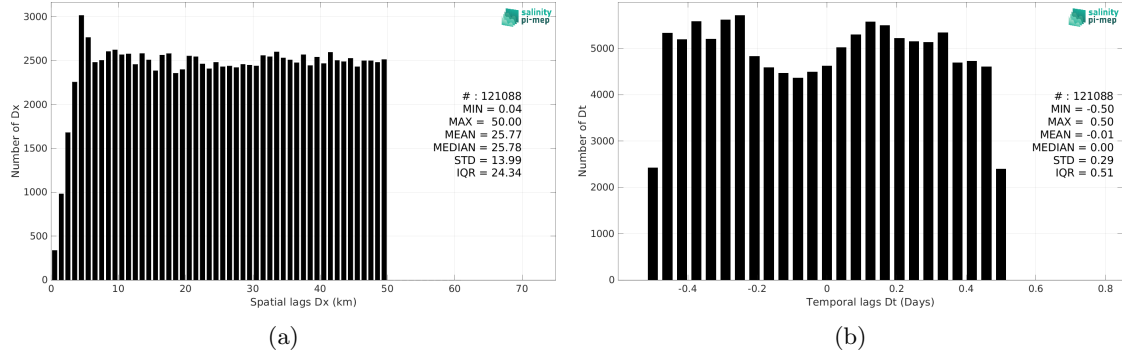 3000
2500
2000
1500
1000
500
0
Number of Dx
0 10 20 30 40 50 60 70
Spatial lags Dx (km)
salinity
pi-mep
# : 121088
MIN = 0.04
MAX = 50.00
MEAN = 25.77
MEDIAN = 25.78
STD = 13.99
IQR = 24.34
(a)
5000
4000
3000
2000
1000
0
Number of Dt
-0.4 -0.2 0 0.2 0.4 0.6 0.8
Temporal lags Dt (Days)
salinity
pi-mep
# : 121088
MIN = -0.50
MAX = 0.50
MEAN = -0.01
MEDIAN = 0.00
STD = 0.29
IQR = 0.51
(b)